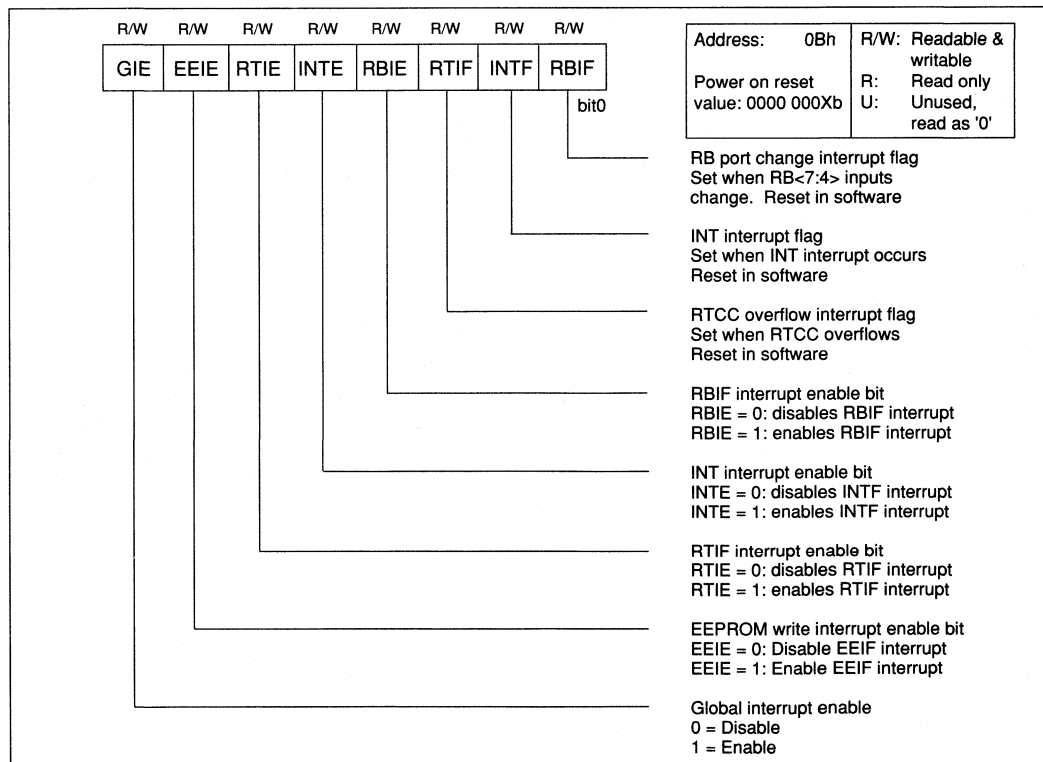 R/W R/W R/W R/W R/W R/W R/W R/W
GIE EEIE RTIE INTE RBIE RTIF INTF RBIF
bit0
Address: 0Bh
Power on reset
value: 0000 000Xb
R/W: Readable &
writable
R: Read only
U: Unused,
read as '0'
RB port change interrupt flag
Set when RB<7:4> inputs
change. Reset in software
INT interrupt flag
Set when INT interrupt occurs
Reset in software
RTCC overflow interrupt flag
Set when RTCC overflows
Reset in software
RBIF interrupt enable bit
RBIE = 0: disables RBIF interrupt
RBIE = 1: enables RBIF interrupt
INT interrupt enable bit
INTE = 0: disables INTF interrupt
INTE = 1: enables INTF interrupt
RTIF interrupt enable bit
RTIE = 0: disables RTIF interrupt
RTIE = 1: enables RTIF interrupt
EEPROM write interrupt enable bit
EEIE = 0: Disable EEIF interrupt
EEIE = 1: Enable EEIF interrupt
Global interrupt enable
0 = Disable
1 = Enable